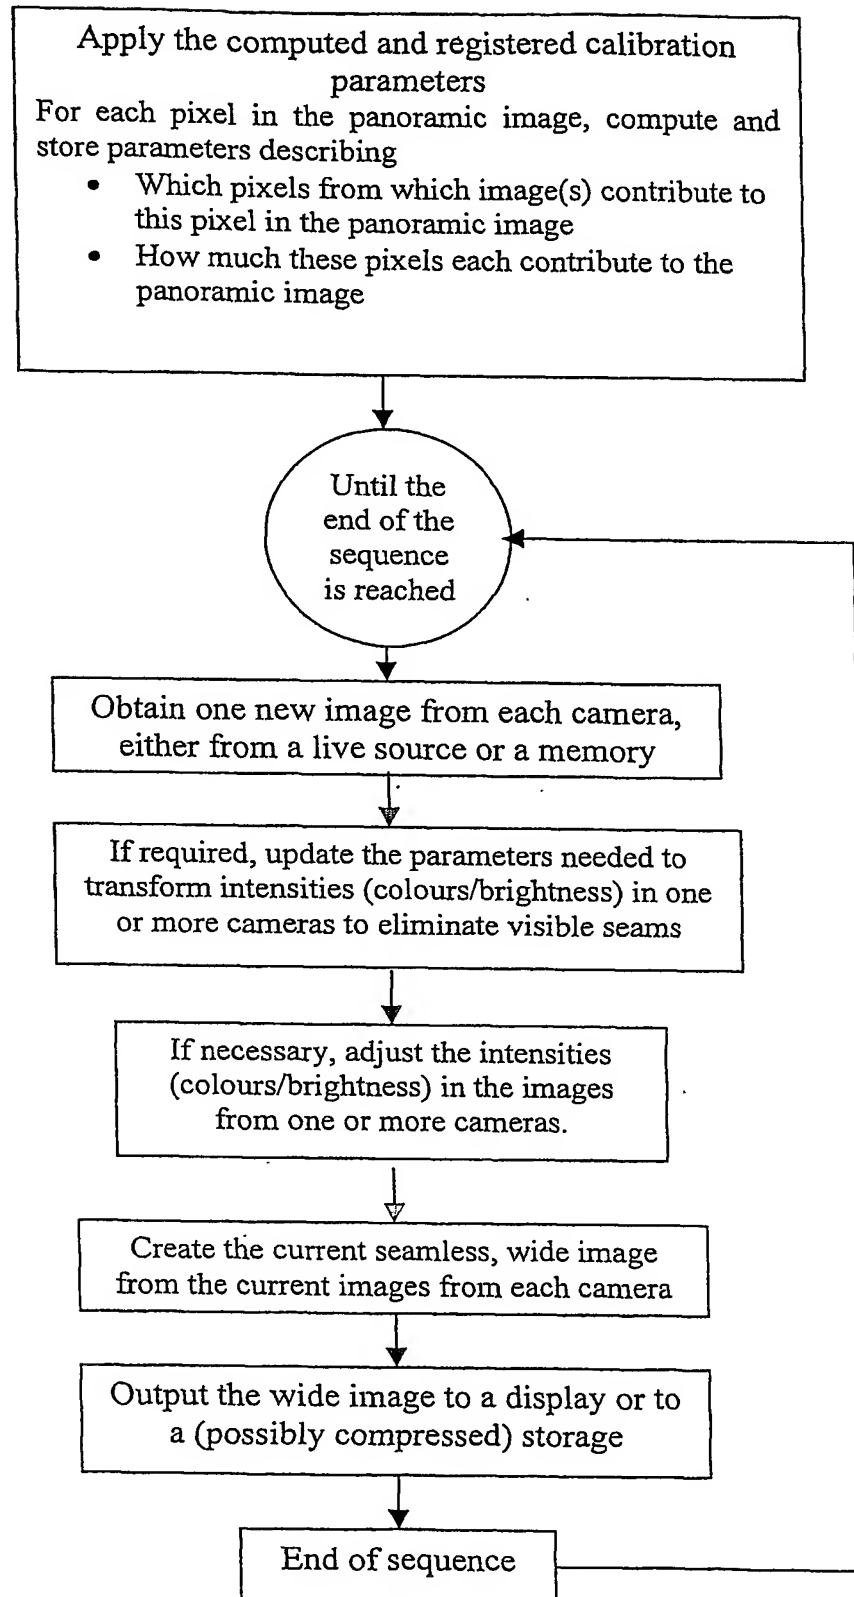 Apply the computed and registered calibration
parameters
For each pixel in the panoramic image, compute and
store parameters describing
• Which pixels from which image(s) contribute to
this pixel in the panoramic image
• How much these pixels each contribute to the
panoramic image
Until the
end of the
sequence
is reached
Obtain one new image from each camera,
either from a live source or a memory
If required, update the parameters needed to
transform intensities (colours/brightness) in one
or more cameras to eliminate visible seams
If necessary, adjust the intensities
(colours/brightness) in the images
from one or more cameras.
Create the current seamless, wide image
from the current images from each camera
Output the wide image to a display or to
a (possibly compressed) storage
End of sequence